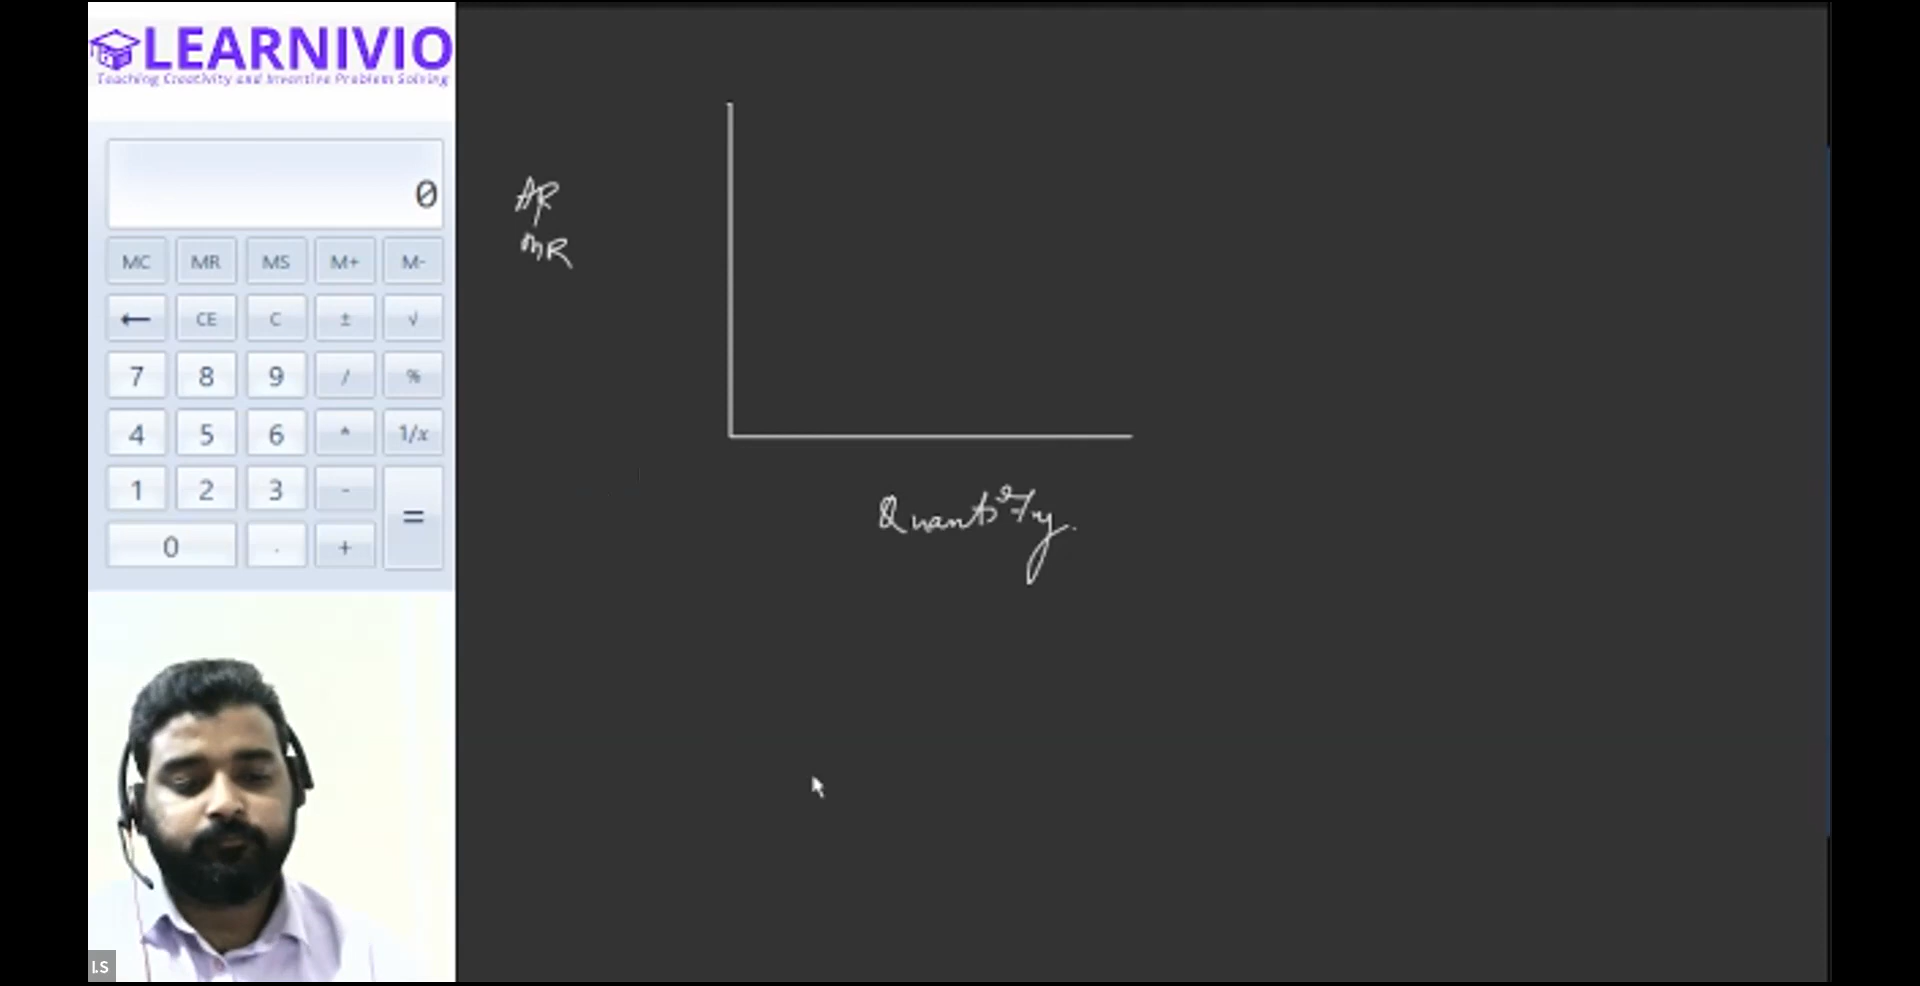 LEARNIVIO
Teaching Creativity and Inventive Problem Solving
0
MC MR MS M+ M-
← CE C ± √
7 8 9 / %
4 5 6 * 1/x
1 2 3 - =
0 . +
I.S
AR
MR
Quantity.